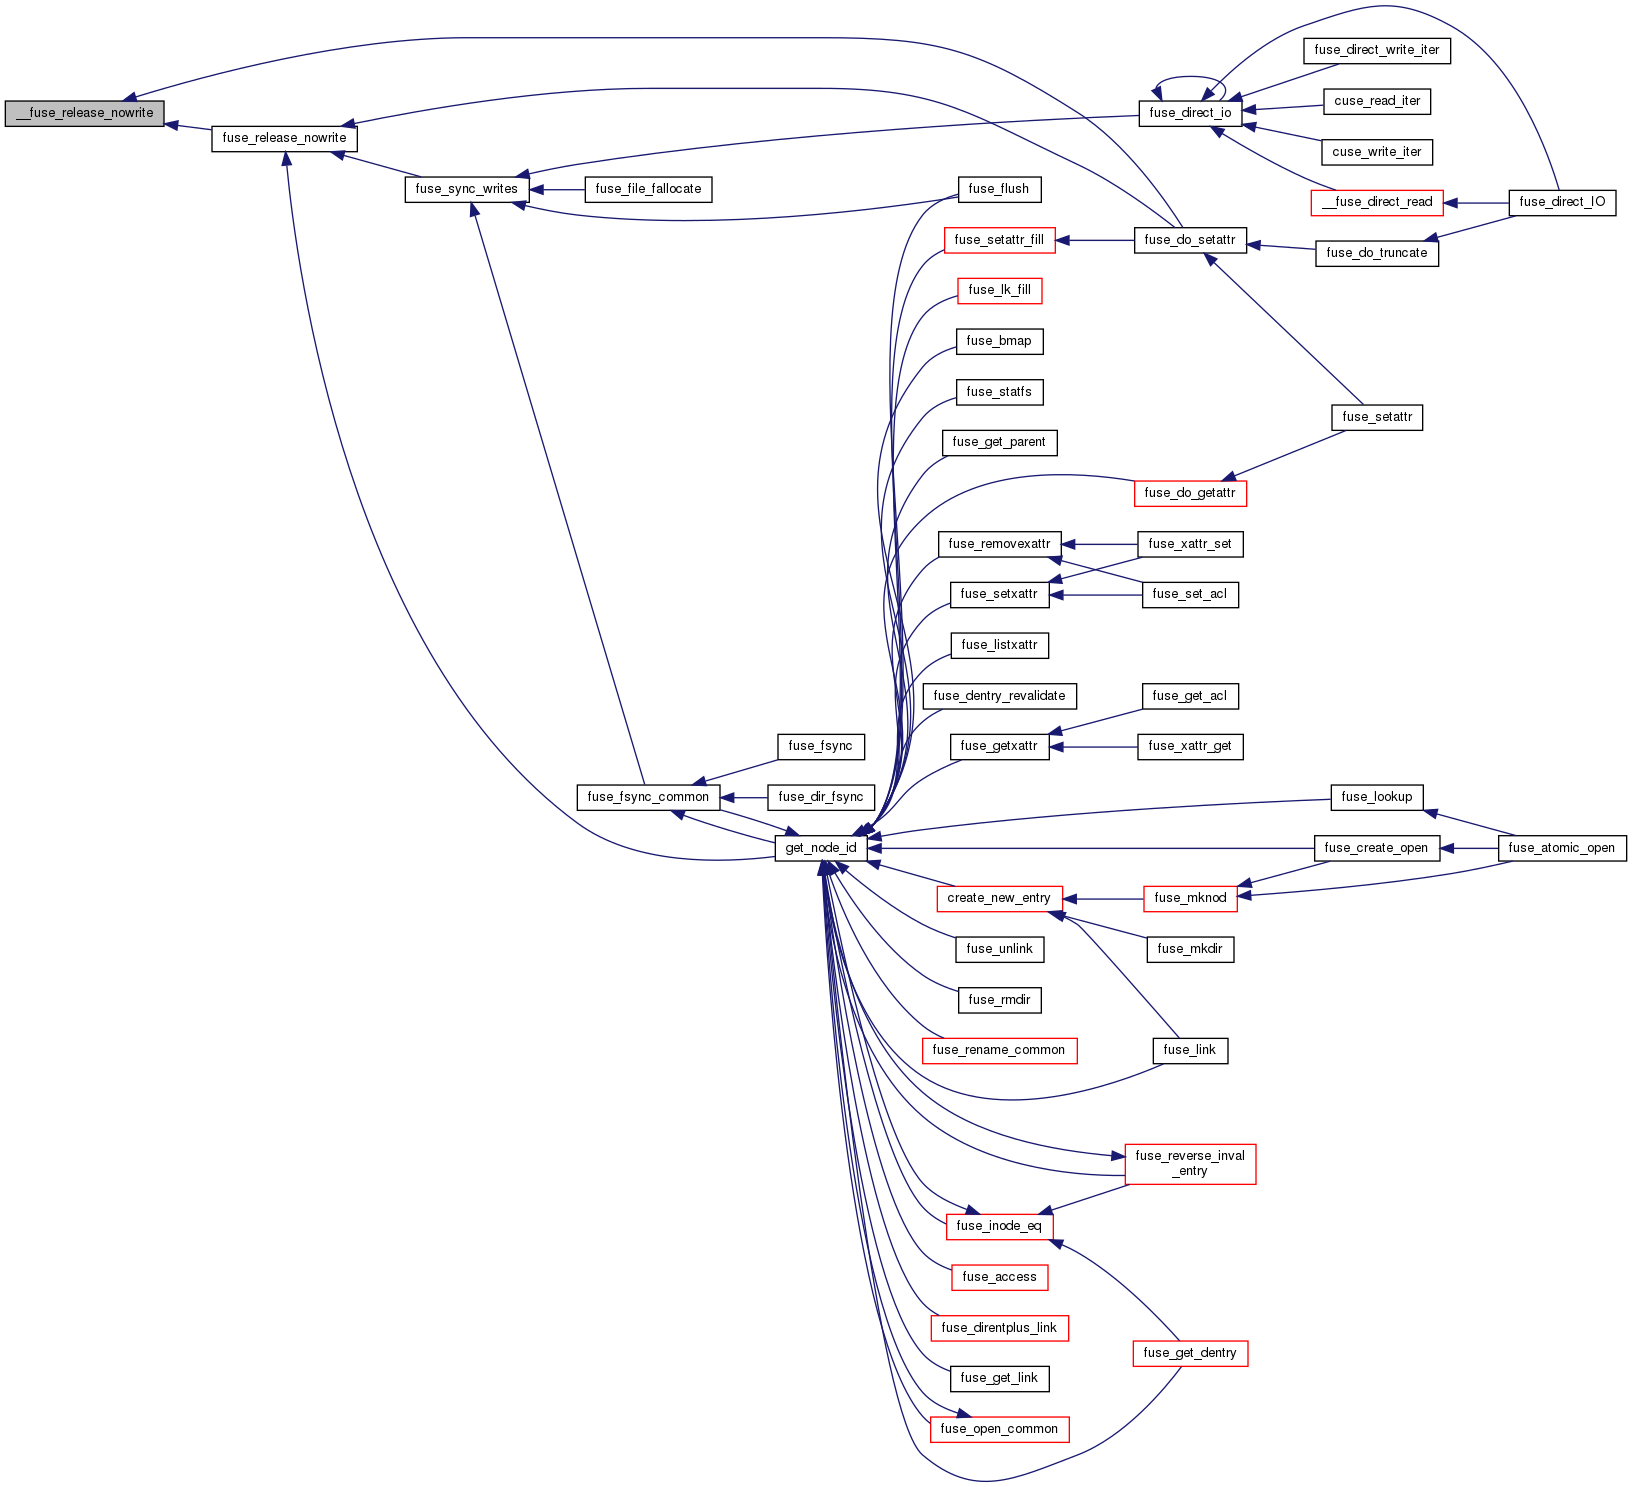 __fuse_release_nowrite
fuse_release_nowrite
fuse_sync_writes
fuse_file_fallocate
fuse_fsync_common
fuse_fsync
fuse_dir_fsync
get_node_id
fuse_flush
fuse_setattr_fill
fuse_lk_fill
fuse_bmap
fuse_statfs
fuse_get_parent
fuse_removexattr
fuse_setxattr
fuse_listxattr
fuse_dentry_revalidate
fuse_getxattr
create_new_entry
fuse_unlink
fuse_rmdir
fuse_rename_common
fuse_inode_eq
fuse_access
fuse_direntplus_link
fuse_get_link
fuse_open_common
fuse_direct_io
fuse_do_setattr
fuse_do_getattr
fuse_xattr_set
fuse_set_acl
fuse_get_acl
fuse_xattr_get
fuse_mknod
fuse_mkdir
fuse_link
fuse_reverse_inval
_entry
fuse_get_dentry
fuse_direct_write_iter
cuse_read_iter
cuse_write_iter
__fuse_direct_read
fuse_do_truncate
fuse_setattr
fuse_lookup
fuse_create_open
fuse_direct_IO
fuse_atomic_open